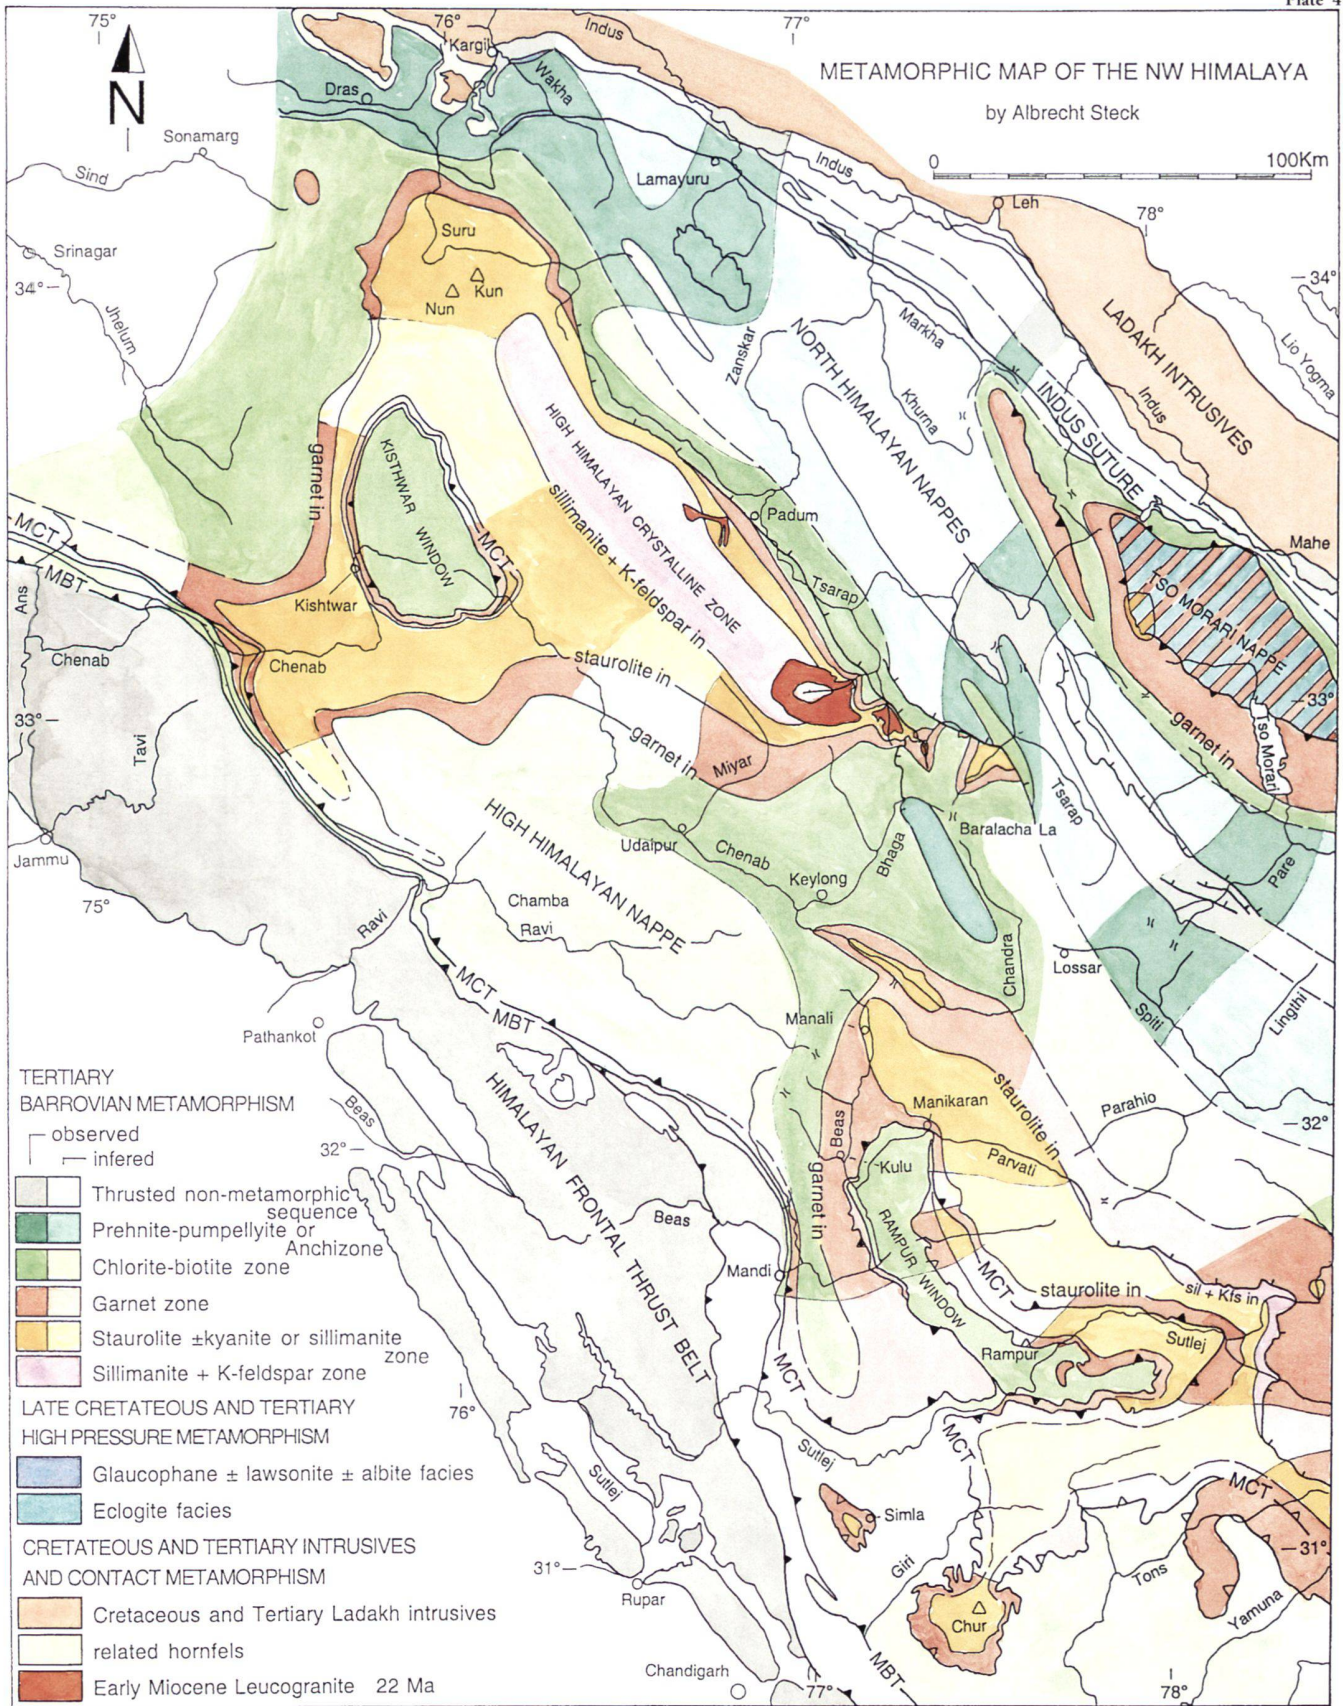 Plate 4
75°
76°
77°
METAMORPHIC MAP OF THE NW HIMALAYA
by Albrecht Steck
0 100Km
N
Kargil
Indus
Wakha
Dras
Sonamarg
Sind
Lamayuru
Indus
Leh
78°
Suru
Srinagar
34°
34°
Kun
Nun
Jhelum
Zanskar
Markha
Khurna
NORTH HIMALAYAN NAPPES
LADAKH INTRUSIVES
Lio Yogma
Indus
INDUS SUTURE
HIGH HIMALAYAN CRYSTALLINE ZONE
garnet in
KISTHWAR
WINDOW
MCT
sillimanite + K-feldspar in
Padum
Mahe
MCT
MBT
Ans
Kishtwar
Tsarap
TSO MORARI NAPPE
Chenab
Chenab
staurolite in
33°
33°
Tso Morari
garnet in
Tavi
garnet in
Miyar
Tsarap
HIGH HIMALAYAN NAPPE
Udaipur
Chenab
Bhaga
Baralacha La
Jammu
Keylong
Pare
75°
Ravi
Chamba
Ravi
Chandra
Lossar
MCT
MBT
Spiti
Lingthi
Pathankot
Manali
TERTIARY
BARROVIAN METAMORPHISM
observed
infered
Thrusted non-metamorphic
sequence
Prehnite-pumpellyite or
Anchizone
Chlorite-biotite zone
Garnet zone
Staurolite ±kyanite or sillimanite
zone
Sillimanite + K-feldspar zone
LATE CRETATEOUS AND TERTIARY
HIGH PRESSURE METAMORPHISM
Glaucophane ± lawsonite ± albite facies
Eclogite facies
CRETATEOUS AND TERTIARY INTRUSIVES
AND CONTACT METAMORPHISM
Cretaceous and Tertiary Ladakh intrusives
related hornfels
Early Miocene Leucogranite 22 Ma
Beas
32°
HIMALAYAN FRONTAL THRUST BELT
Beas
Manikaran
staurolite in
Parahio
32°
Beas
Kulu
Parvati
garnet in
RAMPUR WINDOW
Mandi
MCT
staurolite in
sil + Kfs in
Rampur
Sutlej
MCT
76°
Sutlej
MCT
Sutlej
MCT
Simla
31°
31°
Giri
Tons
Yamuna
Rupar
Chur
Chandigarh
MBT
77°
78°